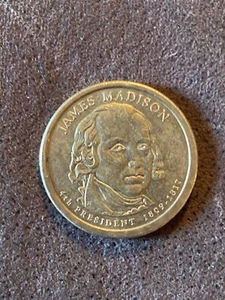 JAMES MADISON
4th PRESIDENT 1809-1817